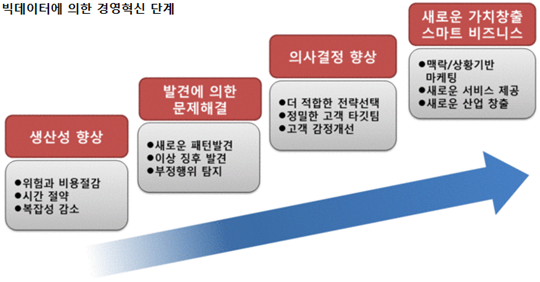 빅데이터에 의한 경영혁신 단계
생산성 향상
●위험과 비용절감
●시간 절약
●복잡성 감소
발견에 의한
문제해결
●새로운 패턴발견
●이상 징후 발견
●부정행위 탐지
의사결정 향상
●더 적합한 전략선택
●정밀한 고객 타깃팀
●고객 감정개선
새로운 가치창출
스마트 비즈니스
●맥락/상황기반
마케팅
●새로운 서비스 제공
●새로운 산업 창출